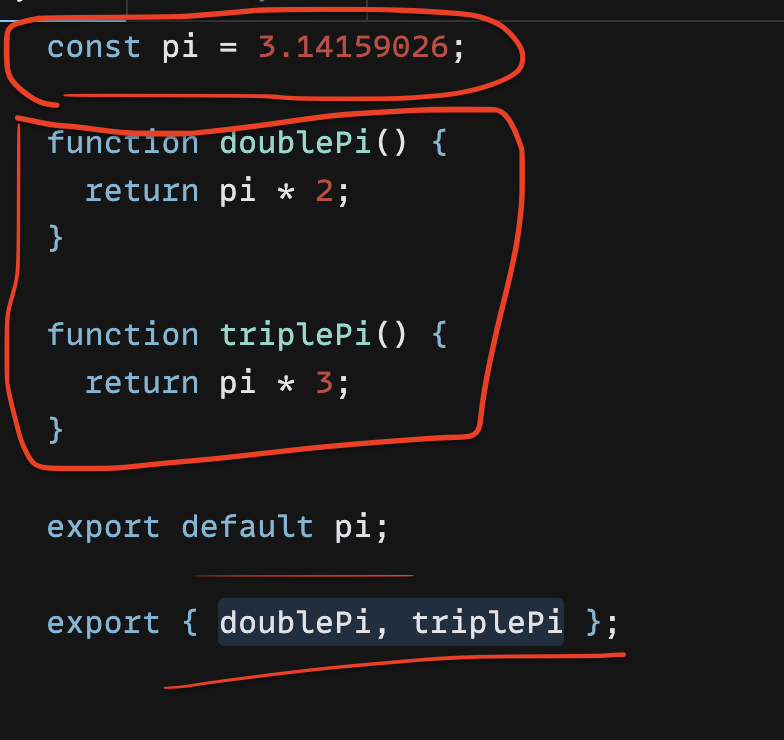 const pi = 3.14159026;
function doublePi() {
return pi * 2;
}
function triplePi() {
return pi * 3;
}
export default pi;
export { doublePi, triplePi };